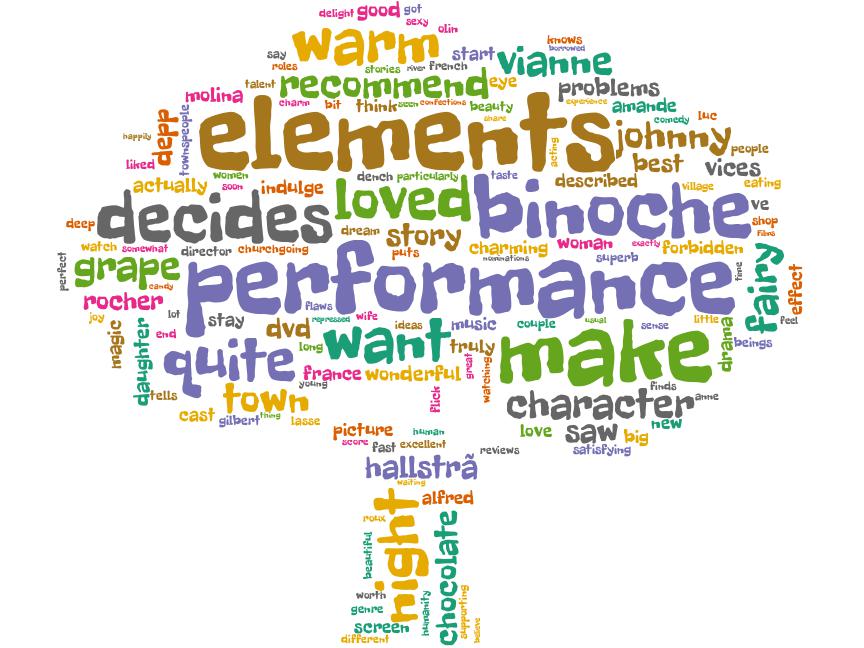 delight good got
sexy
olin
warm
say
start
knows
borrowed
vianne
roles
stories river french
talent
recommend
eye
problems
molina
charm bit think seen confections beauty
experience
amande
share
comedy luc
townspeople
depp
elements
johnny
happily
acting
people
liked
women
dench particularly
taste
best
vices
actually
soon
indulge
loved
described
village
eating
binoche
ve
deep
decides
shop
dream
story
films
watch somewhat
director churchgoing
puts
charming
woman
exactly
forbidden
perfect
grape
nominations
superb
time
fairy
candy
performance
effect
rocher
joy
lot
stay
flaws
repressed
wife
ideas
music
couple
usual
sense
little
feel
magic
daughter
end
dvd
want
truly
make
drama
beings
quite
long
great
watching
france wonderful
young
tells
town
flick
character
finds
anne
cast
gilbert thing
lasse
love
saw
big
new
picture
human
score
fast excellent
reviews
satisfying
hallstrã
waiting
night
alfred
roux
chocolate
beautiful
worth
genre
humanity
supporting
believe
screen
different